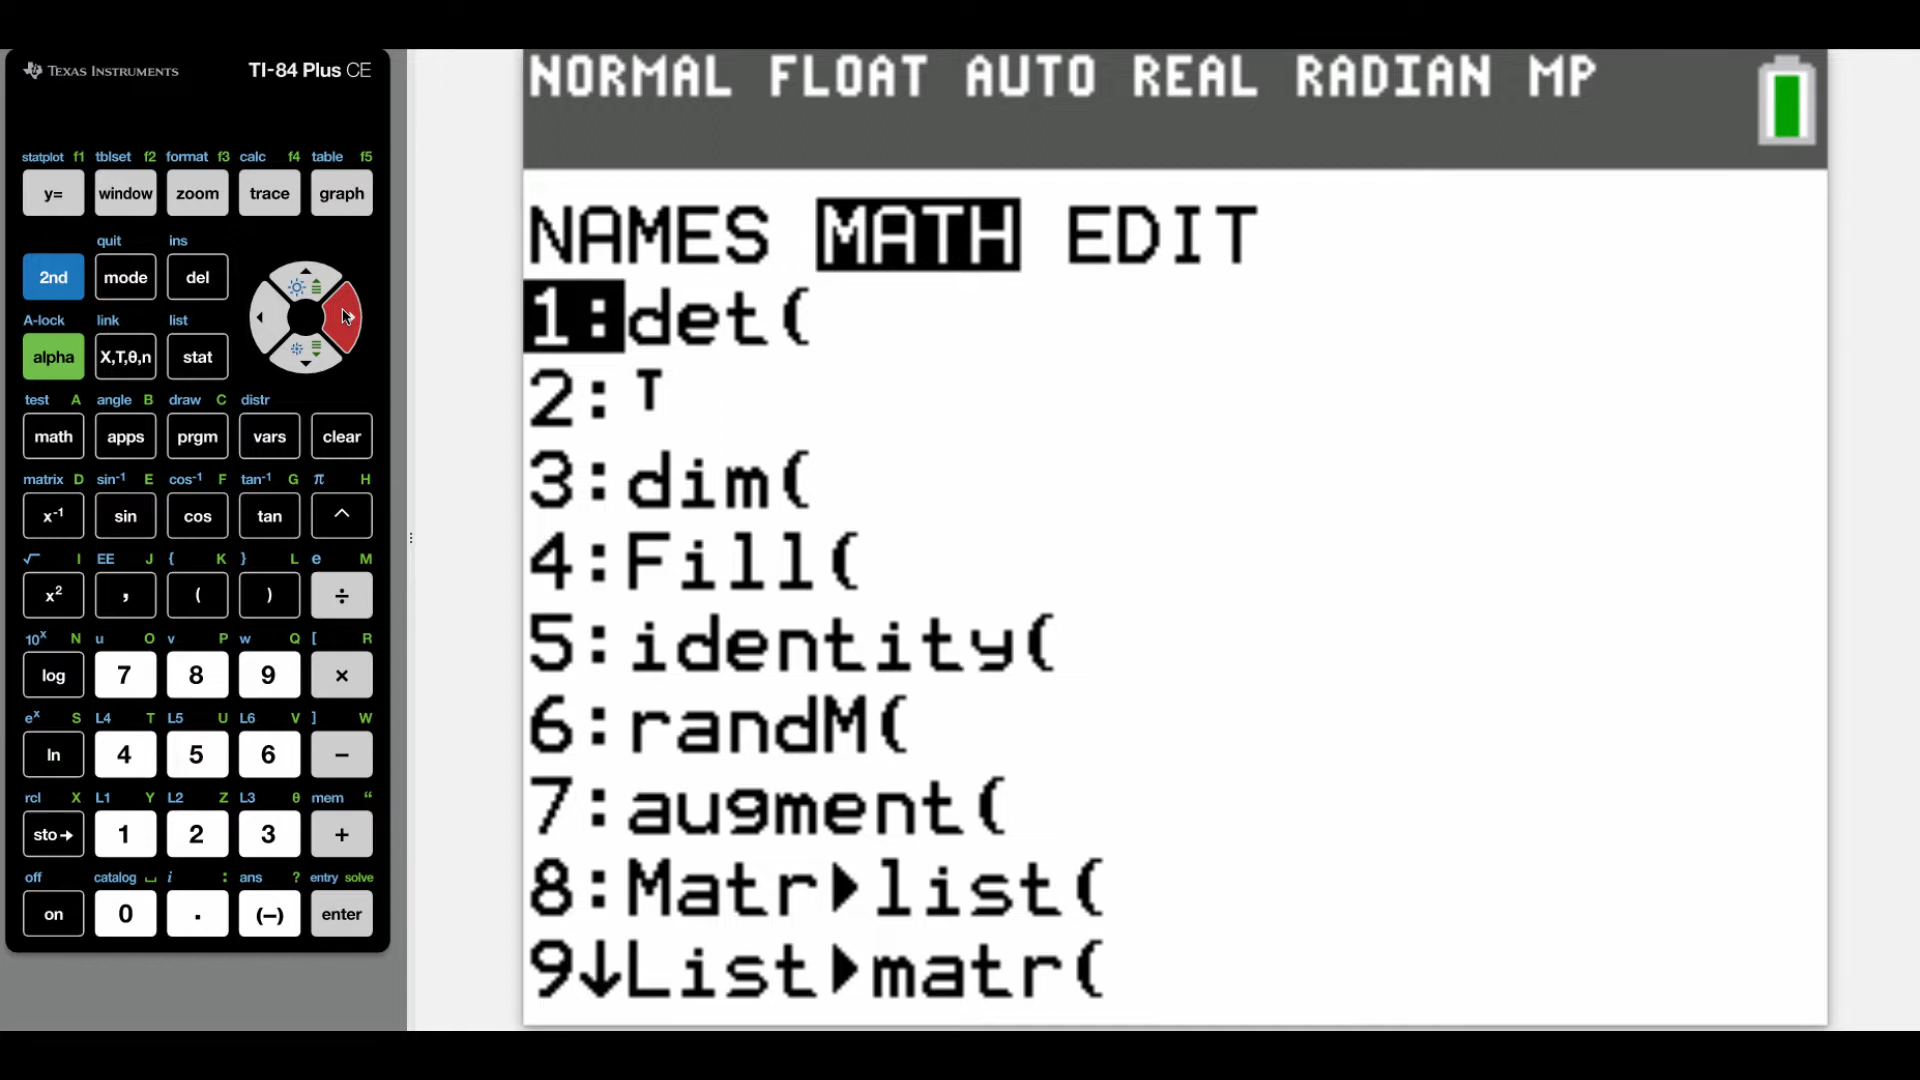 TEXAS INSTRUMENTS TI-84 Plus CE
statplot f1 tblset f2 format f3 calc f4 table f5
y= window zoom trace graph
quit ins
2nd mode del
A-lock link list
alpha X,T,θ,n stat
test A angle B draw C distr
math apps prgm vars clear
matrix D sin⁻¹ E cos⁻¹ F tan⁻¹ G π H
x⁻¹ sin cos tan ^
√ I EE J { K } L e M
x² , ( ) ÷
10ˣ N u O v P w Q [ R
log 7 8 9 ×
eˣ S L4 T L5 U L6 V ] W
ln 4 5 6 −
rcl X L1 Y L2 Z L3 θ mem “
sto→ 1 2 3 +
off catalog ⎵ i : ans ? entry solve
on 0 . (–) enter
NORMAL FLOAT AUTO REAL RADIAN MP
NAMES MATH EDIT
1:det(
2:ᵀ
3:dim(
4:Fill(
5:identity(
6:randM(
7:augment(
8:Matr▶list(
9↓List▶matr(